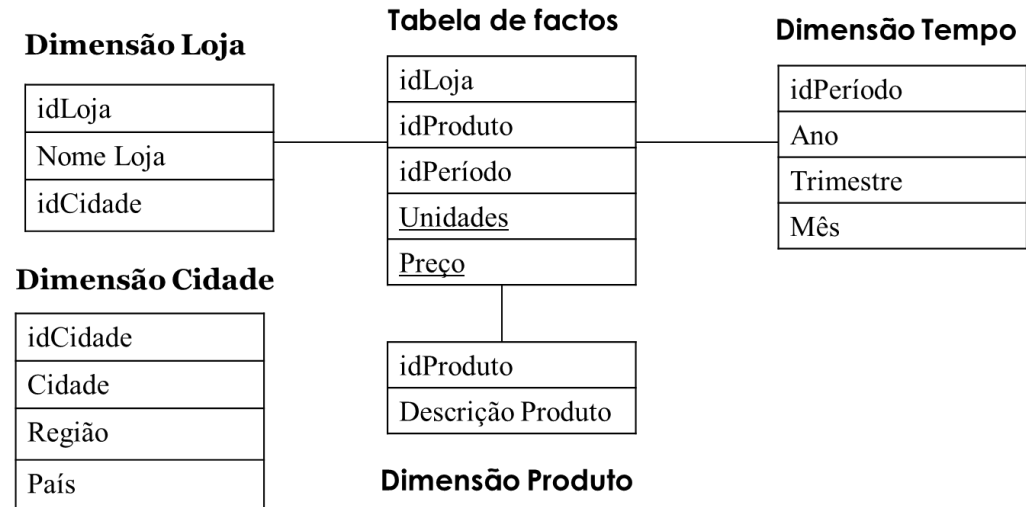 Dimensão Loja
idLoja
Nome Loja
idCidade
Dimensão Cidade
idCidade
Cidade
Região
País
Tabela de factos
idLoja
idProduto
idPeríodo
Unidades
Preço
idProduto
Descrição Produto
Dimensão Produto
Dimensão Tempo
idPeríodo
Ano
Trimestre
Mês